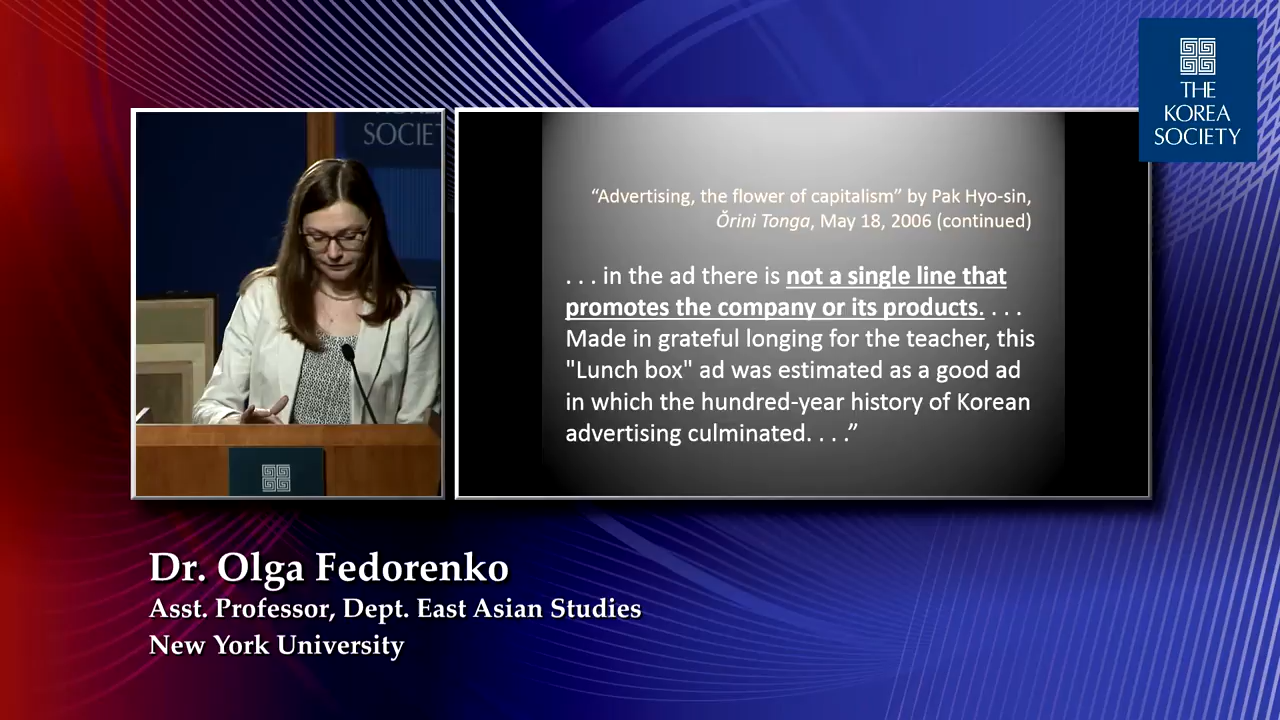 THE
KOREA
SOCIETY
KOREA
SOCIETY
“Advertising, the flower of capitalism” by Pak Hyo-sin,
Ŏrini Tonga, May 18, 2006 (continued)
. . . in the ad there is not a single line that
promotes the company or its products. . . .
Made in grateful longing for the teacher, this
"Lunch box" ad was estimated as a good ad
in which the hundred-year history of Korean
advertising culminated. . . .”
Dr. Olga Fedorenko
Asst. Professor, Dept. East Asian Studies
New York University